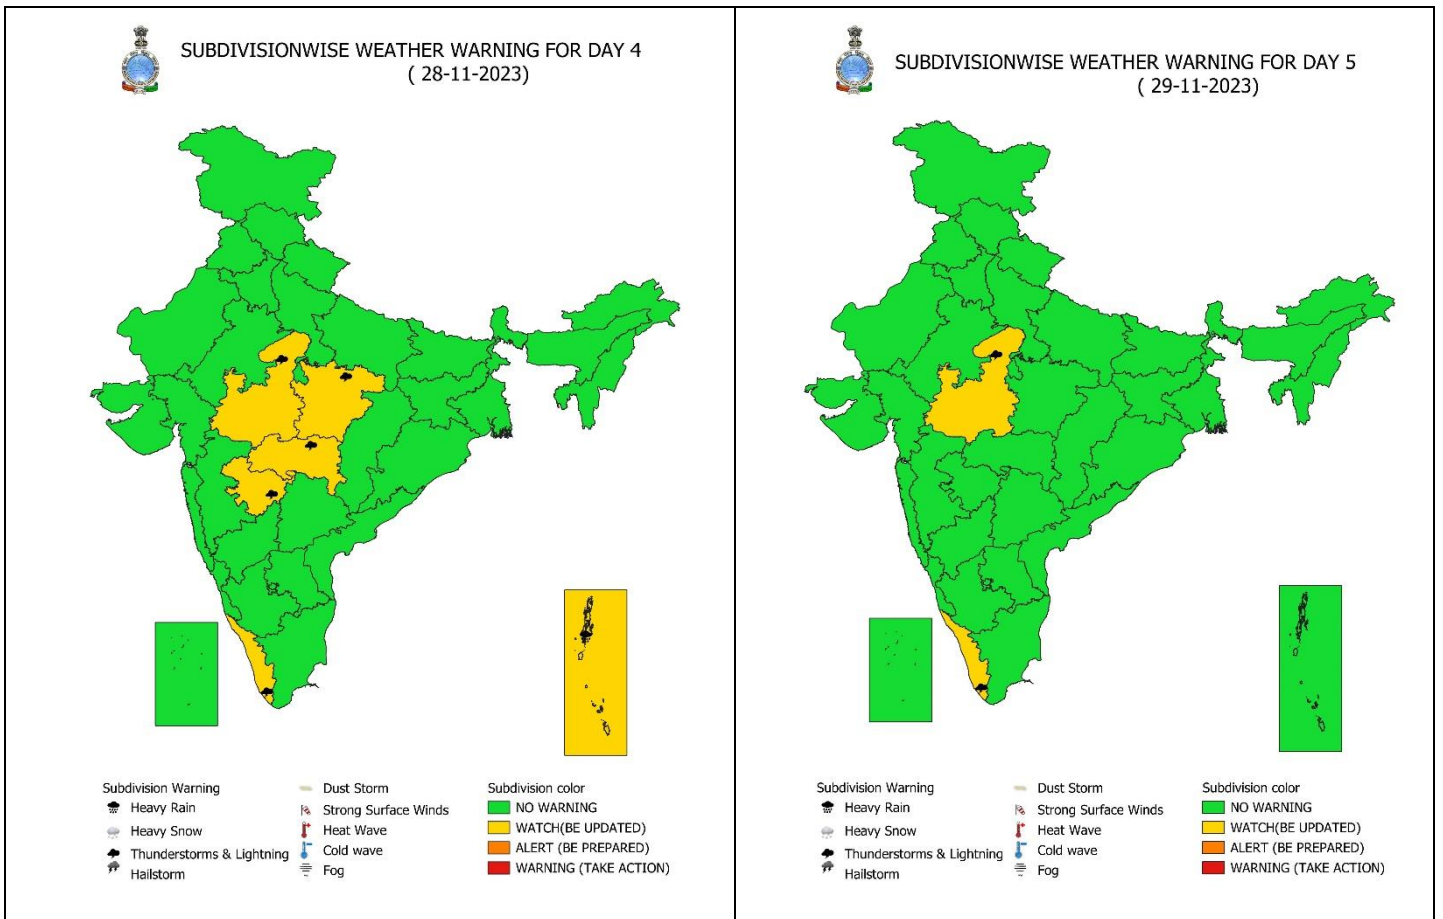 SUBDIVISIONWISE WEATHER WARNING FOR DAY 4
( 28-11-2023)
Subdivision Warning
Heavy Rain
Heavy Snow
Thunderstorms & Lightning
Hailstorm
Dust Storm
Strong Surface Winds
Heat Wave
Cold wave
Fog
Subdivision color
NO WARNING
WATCH(BE UPDATED)
ALERT (BE PREPARED)
WARNING (TAKE ACTION)
SUBDIVISIONWISE WEATHER WARNING FOR DAY 5
( 29-11-2023)
Subdivision Warning
Heavy Rain
Heavy Snow
Thunderstorms & Lightning
Hailstorm
Dust Storm
Strong Surface Winds
Heat Wave
Cold wave
Fog
Subdivision color
NO WARNING
WATCH(BE UPDATED)
ALERT (BE PREPARED)
WARNING (TAKE ACTION)